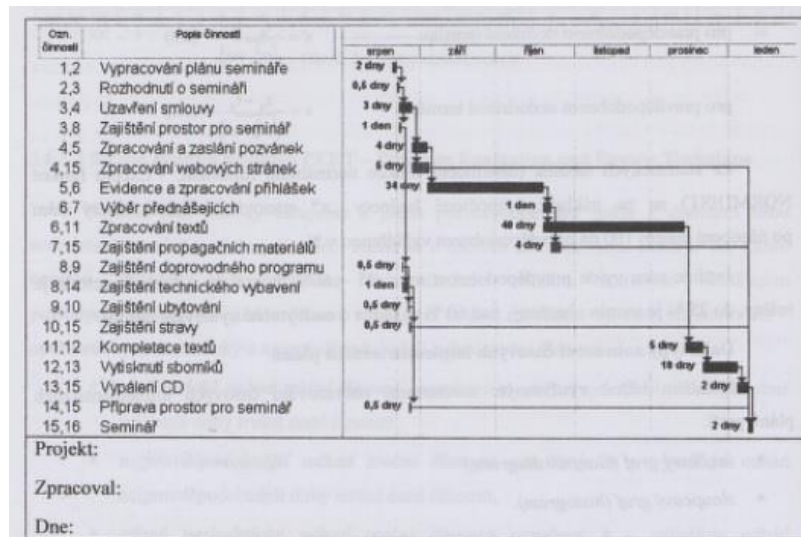 Ozn. činnosti Popis činnosti
srpen září říjen listopad prosinec leden
1,2 Vypracování plánu semináře 2 dny
2,3 Rozhodnutí o semináři 0,5 dny
3,4 Uzavření smlouvy 3 dny
3,8 Zajištění prostor pro seminář 1 den
4,5 Zpracování a zaslání pozvánek 4 dny
4,15 Zpracování webových stránek 5 dny
5,6 Evidence a zpracování přihlášek 34 dny
6,7 Výběr přednášejících 1 den
6,11 Zpracování textů 40 dny
7,15 Zajištění propagačních materiálů 4 dny
8,9 Zajištění doprovodného programu 0,5 dny
8,14 Zajištění technického vybavení 1 den
9,10 Zajištění ubytování 0,5 dny
10,15 Zajištění stravy 0,5 dny
11,12 Kompletace textů 5 dny
12,13 Vytisknutí sborníků 10 dny
13,15 Vypálení CD 2 dny
14,15 Příprava prostor pro seminář 0,5 dny
15,16 Seminář 2 dny
Projekt:
Zpracoval:
Dne: